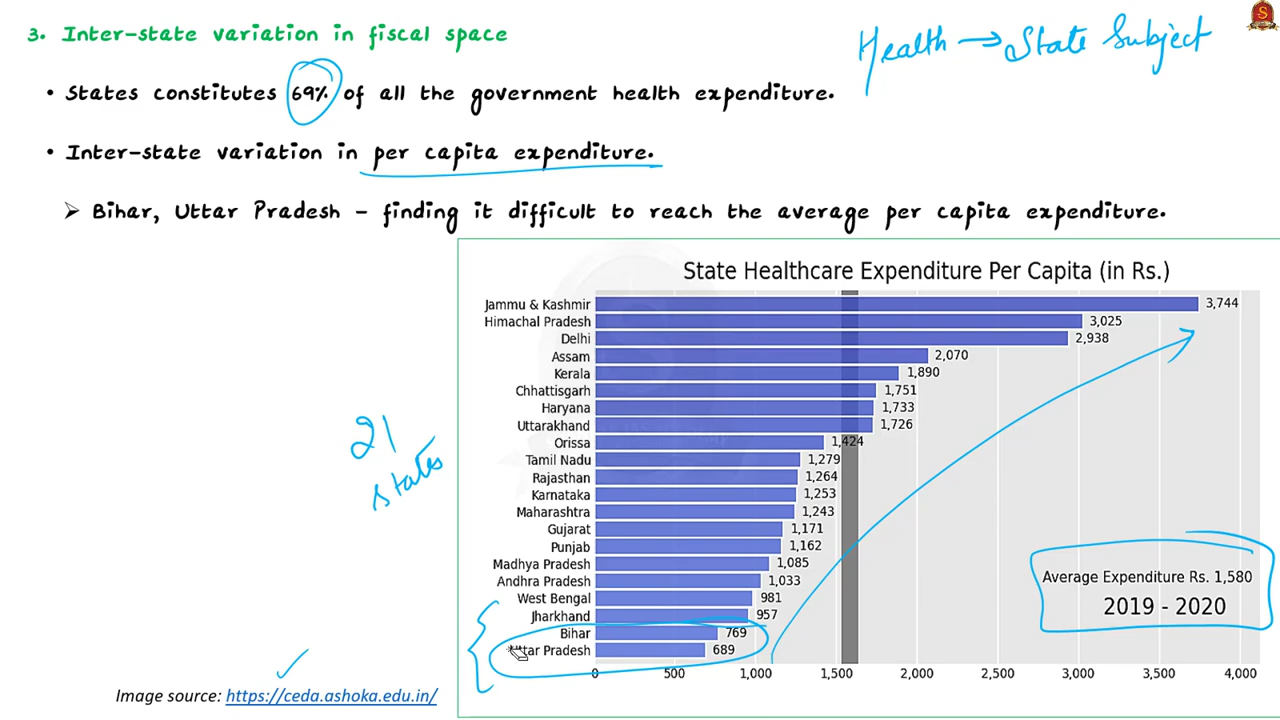 3. Inter-state variation in fiscal space
Health → State Subject
• States constitutes 69% of all the government health expenditure.
• Inter-state variation in per capita expenditure.
➢ Bihar, Uttar Pradesh – finding it difficult to reach the average per capita expenditure.
State Healthcare Expenditure Per Capita (in Rs.)
Jammu & Kashmir 3,744
Himachal Pradesh 3,025
Delhi 2,938
Assam 2,070
Kerala 1,890
Chhattisgarh 1,751
Haryana 1,733
Uttarakhand 1,726
Orissa 1,424
Tamil Nadu 1,279
Rajasthan 1,264
Karnataka 1,253
Maharashtra 1,243
Gujarat 1,171
Punjab 1,162
Madhya Pradesh 1,085
Andhra Pradesh 1,033
West Bengal 981
Jharkhand 957
Bihar 769
Uttar Pradesh 689
0 500 1,000 1,500 2,000 2,500 3,000 3,500 4,000
Average Expenditure Rs. 1,580
2019 - 2020
21
states
Image source: https://ceda.ashoka.edu.in/